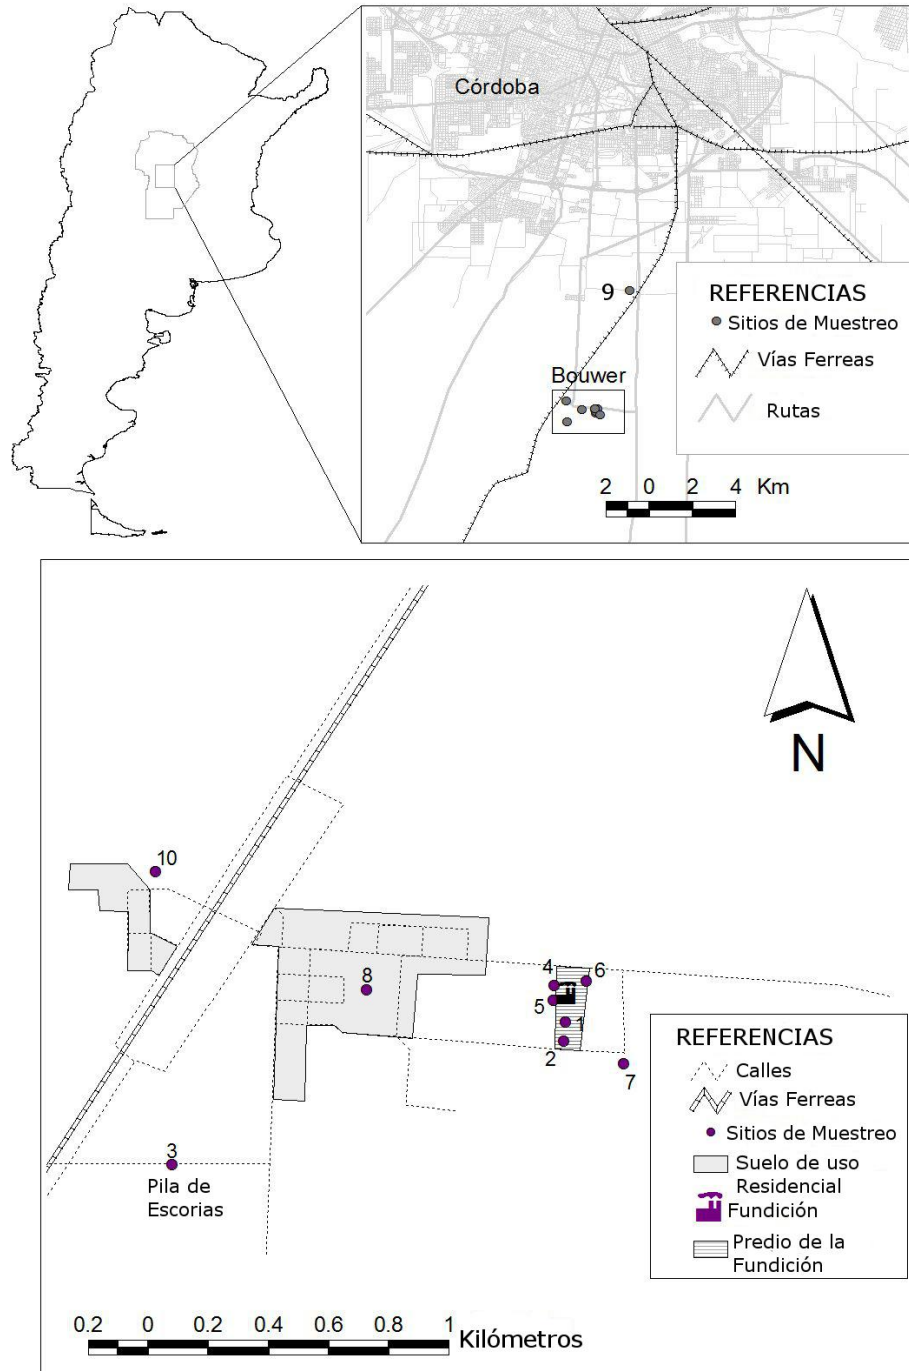 Córdoba
9
REFERENCIAS
Sitios de Muestreo
Vías Ferreas
Rutas
Bouwer
2 0 2 4 Km
N
10
8
4
6
5
1
2
7
3
Pila de
Escorias
REFERENCIAS
Calles
Vías Ferreas
Sitios de Muestreo
Suelo de uso
Residencial
Fundición
Predio de la
Fundición
0.2 0 0.2 0.4 0.6 0.8 1
Kilómetros